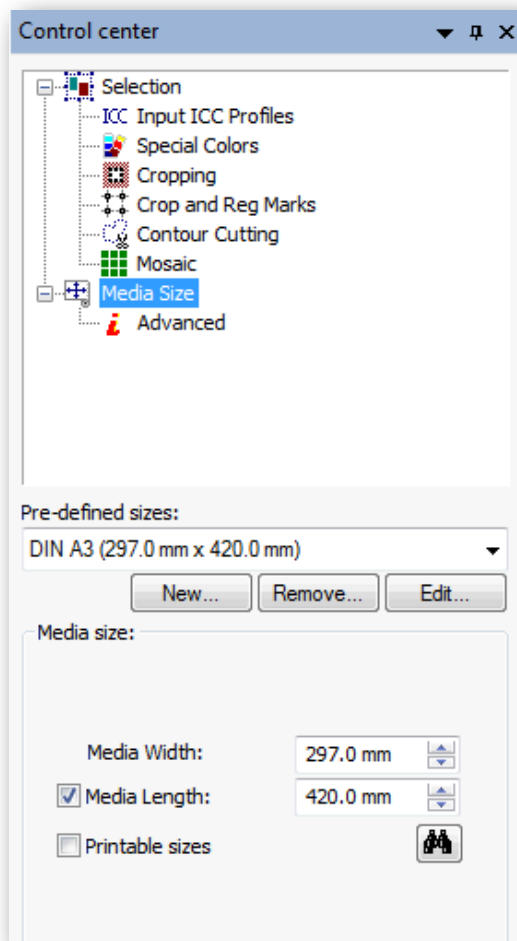 Control center
Selection
ICC Input ICC Profiles
Special Colors
Cropping
Crop and Reg Marks
Contour Cutting
Mosaic
Media Size
i Advanced
Pre-defined sizes:
DIN A3 (297.0 mm x 420.0 mm)
New... Remove... Edit...
Media size:
Media Width: 297.0 mm
Media Length: 420.0 mm
Printable sizes